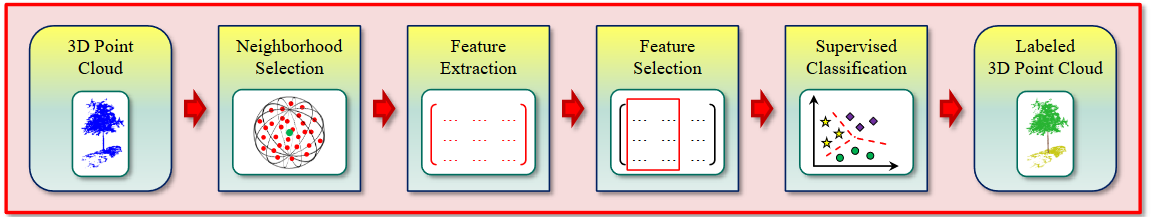 3D Point
Cloud
Neighborhood
Selection
Feature
Extraction
... ... ...
... ... ...
... ... ...
Feature
Selection
... ... ...
... ... ...
... ... ...
Supervised
Classification
Labeled
3D Point Cloud